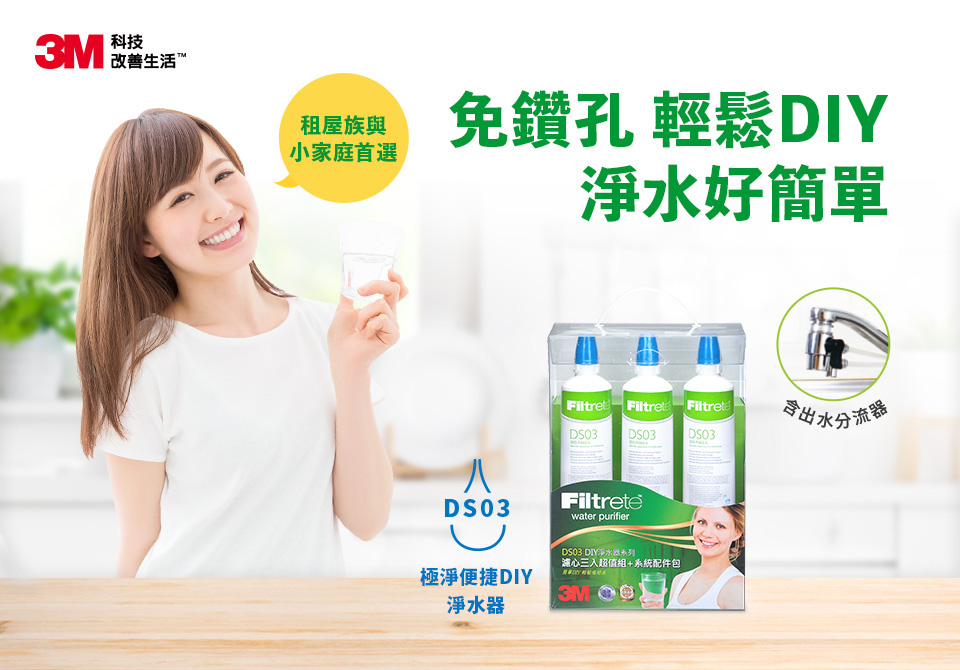 3M 科技
改善生活™
租屋族與
小家庭首選
免鑽孔 輕鬆DIY
淨水好簡單
含出水分流器
Filtrete Filtrete Filtrete
DS03 DS03 DS03
Filtrete
water purifier
DS03 DIY淨水器系列
濾心三入超值組+系統配件包
3M
DS03
極淨便捷DIY
淨水器